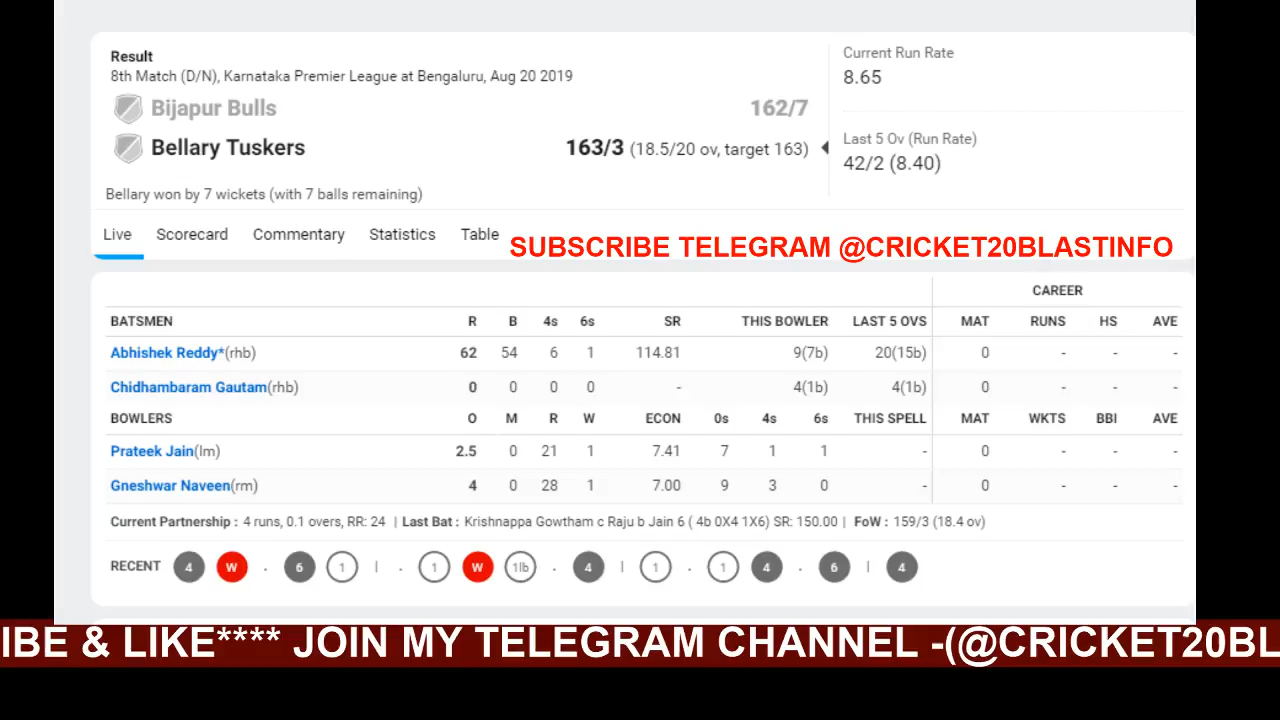 Result
8th Match (D/N), Karnataka Premier League at Bengaluru, Aug 20 2019
Bijapur Bulls 162/7
Bellary Tuskers 163/3 (18.5/20 ov, target 163)
Bellary won by 7 wickets (with 7 balls remaining)
Current Run Rate
8.65
Last 5 Ov (Run Rate)
42/2 (8.40)
Live Scorecard Commentary Statistics Table
SUBSCRIBE TELEGRAM @CRICKET20BLASTINFO
CAREER
BATSMEN R B 4s 6s SR THIS BOWLER LAST 5 OVS MAT RUNS HS AVE
Abhishek Reddy*(rhb) 62 54 6 1 114.81 9(7b) 20(15b) 0 - - -
Chidhambaram Gautam(rhb) 0 0 0 0 - 4(1b) 4(1b) 0 - - -
BOWLERS O M R W ECON 0s 4s 6s THIS SPELL MAT WKTS BBI AVE
Prateek Jain(lm) 2.5 0 21 1 7.41 7 1 1 - 0 - - -
Gneshwar Naveen(rm) 4 0 28 1 7.00 9 3 0 - 0 - - -
Current Partnership : 4 runs, 0.1 overs, RR: 24 | Last Bat : Krishnappa Gowtham c Raju b Jain 6 ( 4b 0X4 1X6) SR: 150.00 | FoW : 159/3 (18.4 ov)
RECENT 4 W . 6 1 | . 1 W 1lb . 4 | 1 . 1 4 . 6 | 4
IBE & LIKE**** JOIN MY TELEGRAM CHANNEL -(@CRICKET20BL